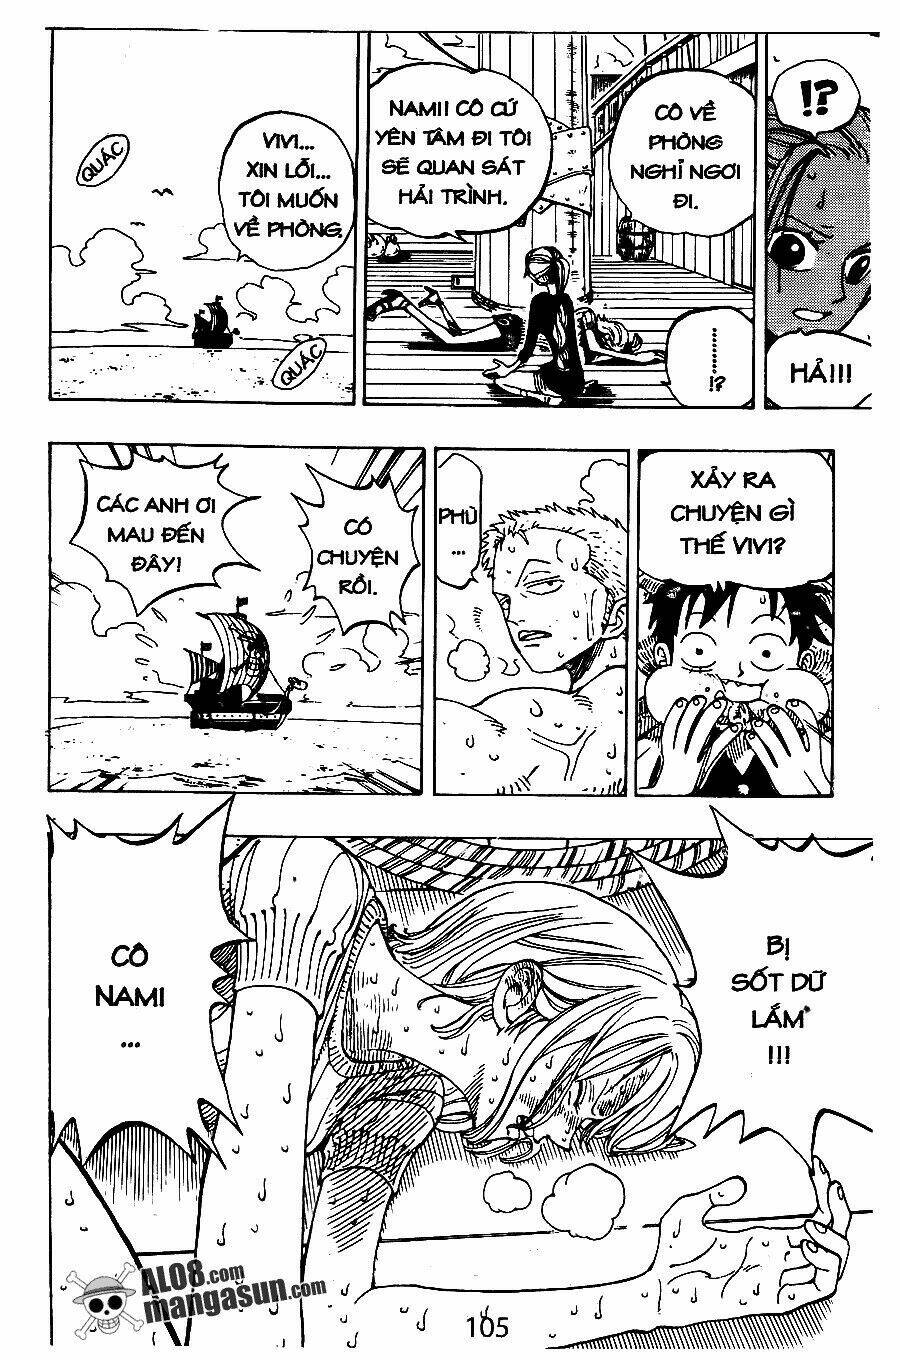 VIVI...
XIN LỖI...
TÔI MUỐN
VỀ PHÒNG.
QUÁC
QUÁC
NAMI! CÔ CỨ
YÊN TÂM ĐI TÔI
SẼ QUAN SÁT
HẢI TRÌNH.
CÔ VỀ
PHÒNG
NGHỈ NGƠI
ĐI.
.........
!?
!?
HẢ!!!
CÁC ANH ƠI
MAU ĐẾN
ĐÂY!
CÓ
CHUYỆN
RỒI.
PHÙ
...
XẢY RA
CHUYỆN GÌ
THẾ VIVI?
CÔ
NAMI
...
BỊ
SỐT DỮ
LẮM
!!!
ALO8.com
mangasun.com
105